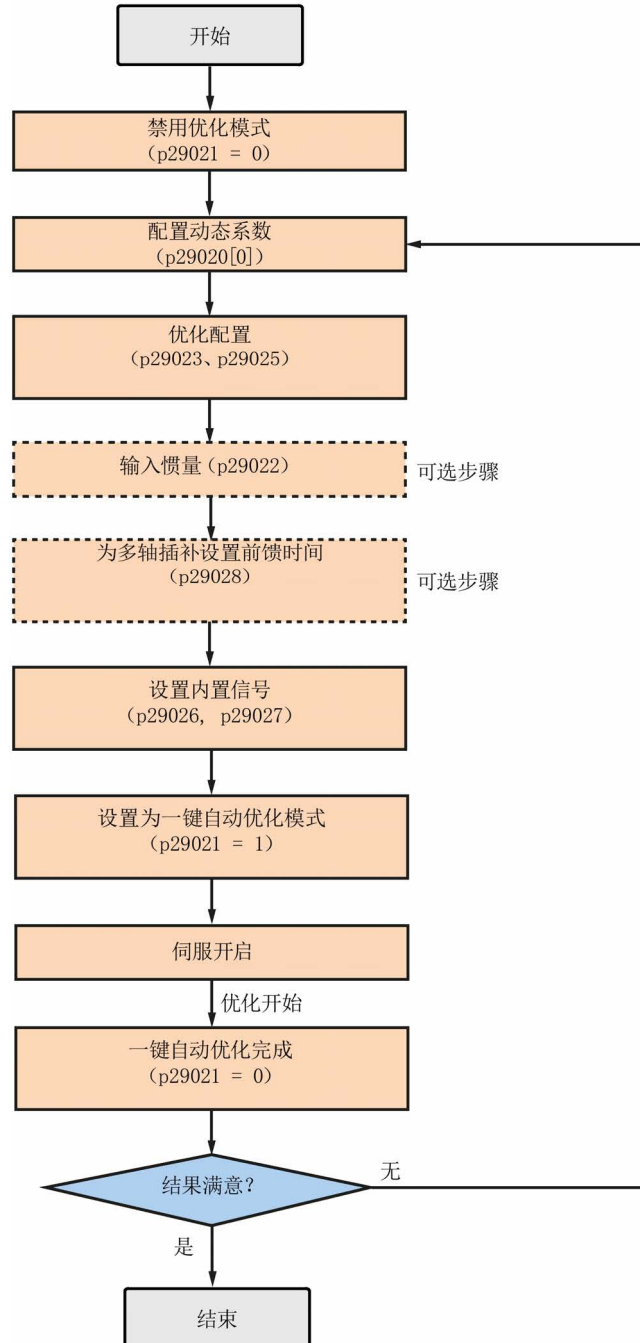 开始
禁用优化模式
(p29021 = 0)
配置动态系数
(p29020[0])
优化配置
(p29023、p29025)
输入惯量(p29022)
可选步骤
为多轴插补设置前馈时间
(p29028)
可选步骤
设置内置信号
(p29026, p29027)
设置为一键自动优化模式
(p29021 = 1)
伺服开启
优化开始
一键自动优化完成
(p29021 = 0)
结果满意?
无
是
结束